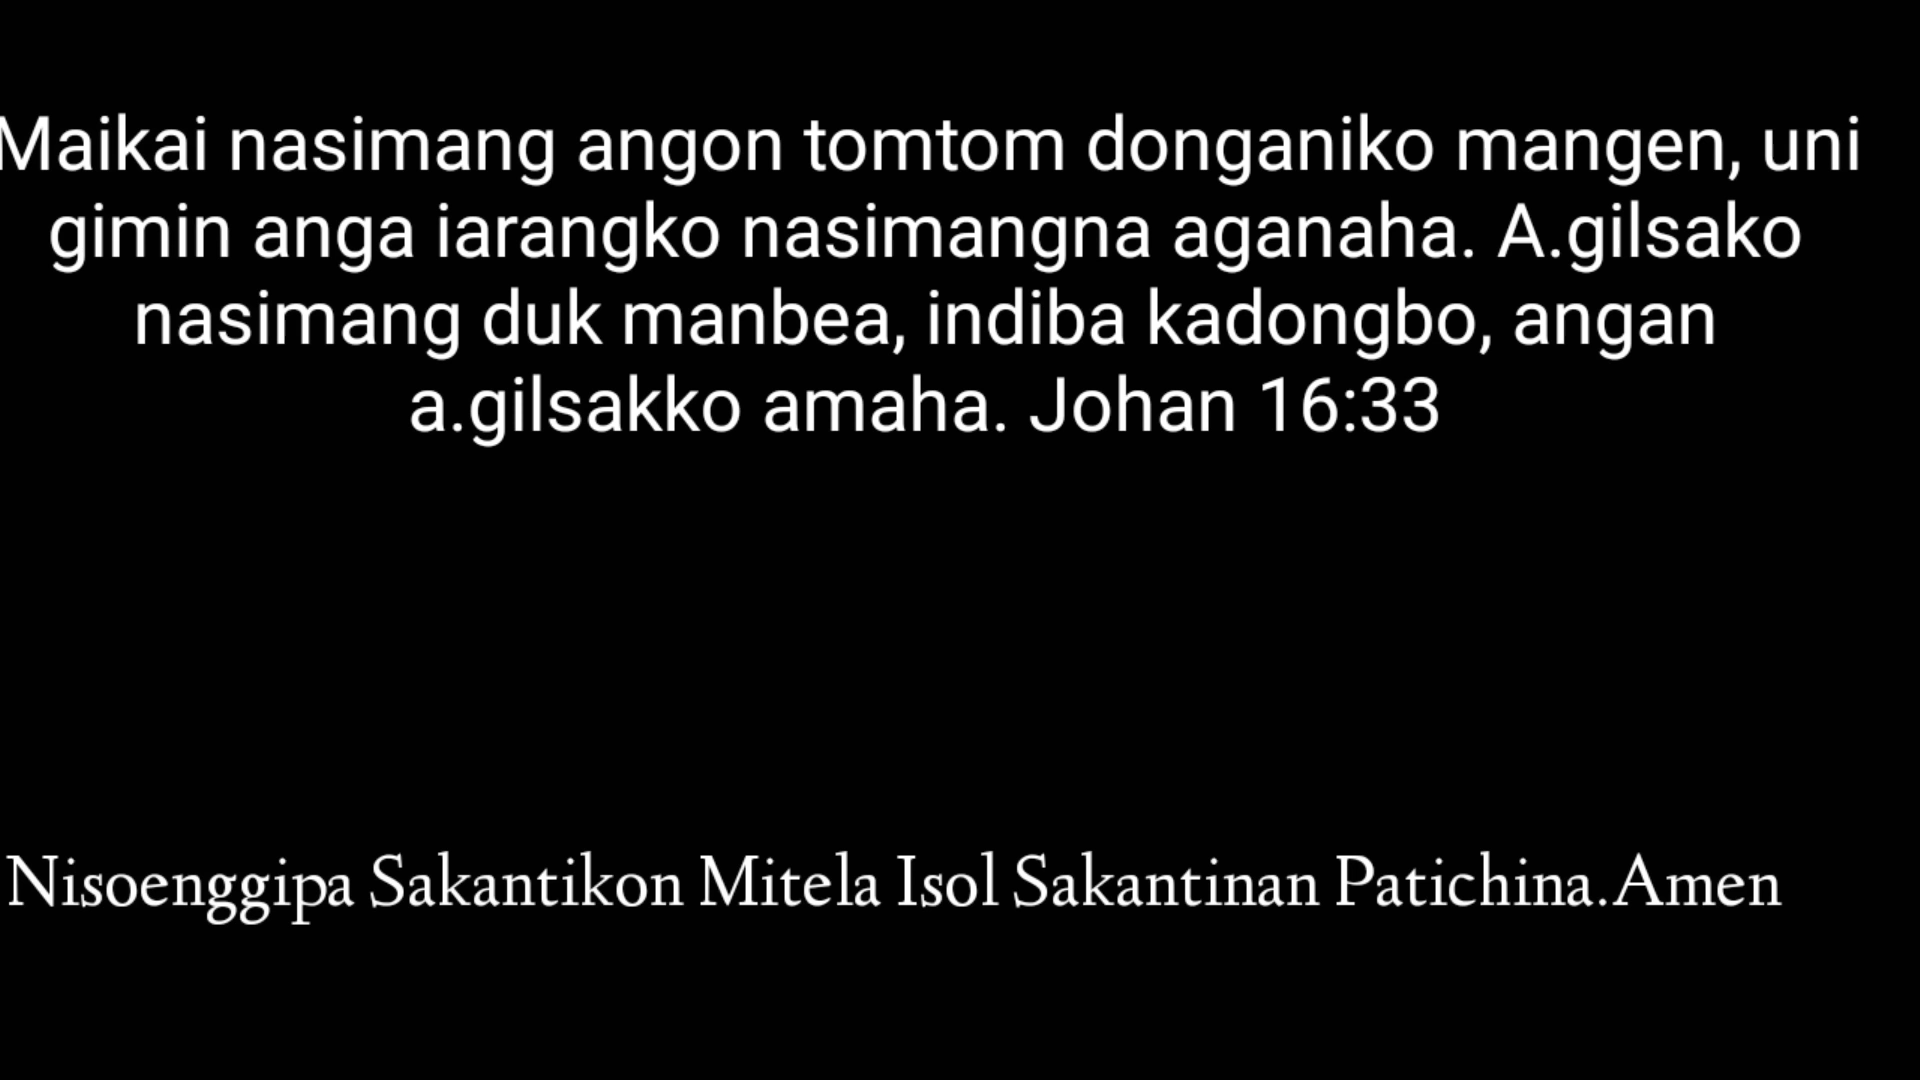 Maikai nasimang angon tomtom donganiko mangen, uni
gimin anga iarangko nasimangna aganaha. A.gilsako
nasimang duk manbea, indiba kadongbo, angan
a.gilsakko amaha. Johan 16:33
Nisoenggipa Sakantikon Mitela Isol Sakantinan Patichina.Amen